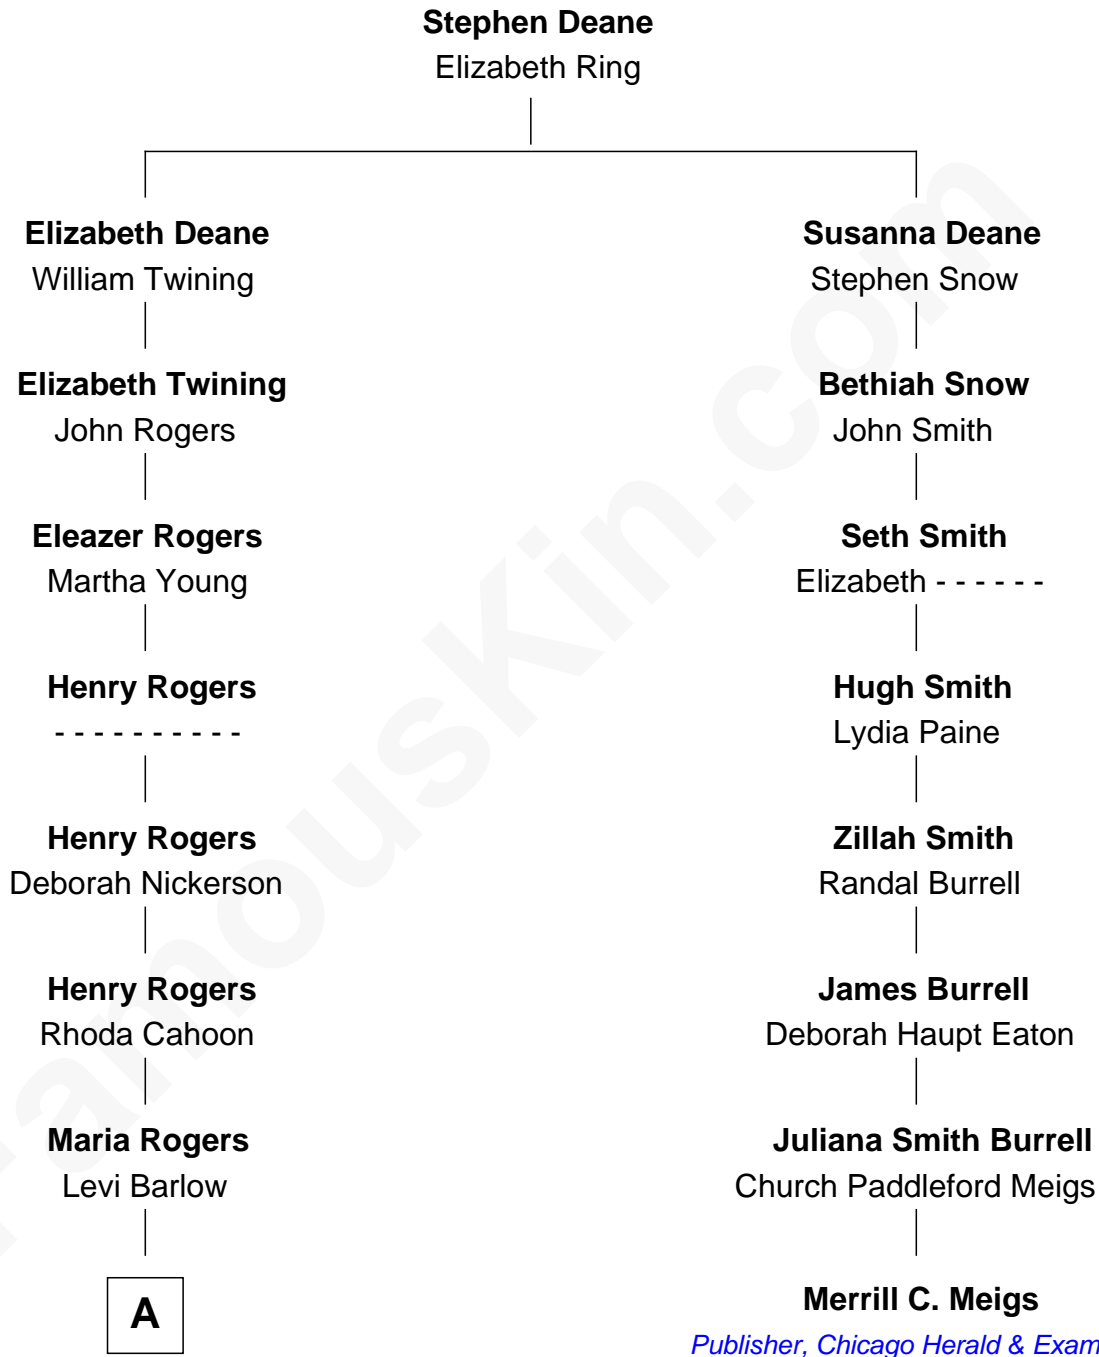 Stephen Deane
Elizabeth Ring
Elizabeth Deane
William Twining
Susanna Deane
Stephen Snow
Elizabeth Twining
John Rogers
Bethiah Snow
John Smith
Eleazer Rogers
Martha Young
Seth Smith
Elizabeth - - - - - -
Henry Rogers
- - - - - - - - - -
Hugh Smith
Lydia Paine
Henry Rogers
Deborah Nickerson
Zillah Smith
Randal Burrell
Henry Rogers
Rhoda Cahoon
James Burrell
Deborah Haupt Eaton
Maria Rogers
Levi Barlow
Juliana Smith Burrell
Church Paddleford Meigs
A
Merrill C. Meigs
Publisher, Chicago Herald & Exam
FamousKin.com